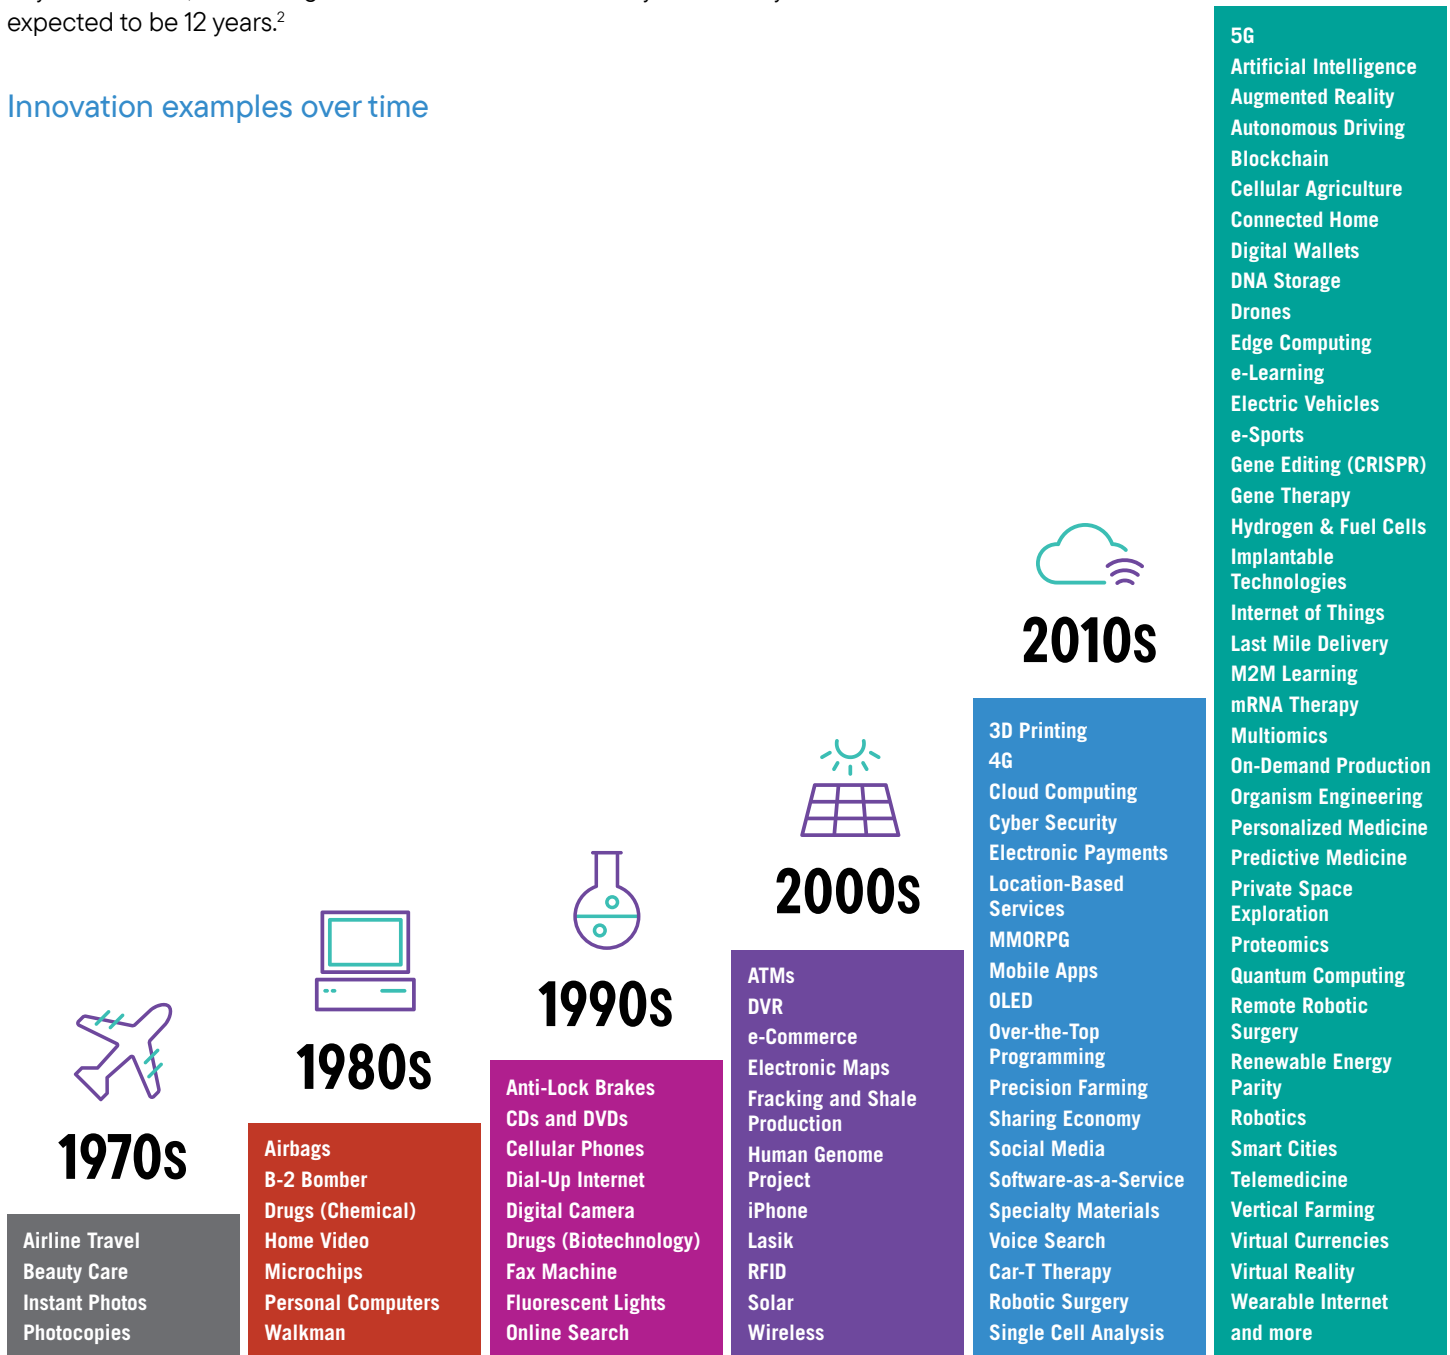 expected to be 12 years.2
Innovation examples over time
1970s
Airline Travel
Beauty Care
Instant Photos
Photocopies
1980s
Airbags
B-2 Bomber
Drugs (Chemical)
Home Video
Microchips
Personal Computers
Walkman
1990s
Anti-Lock Brakes
CDs and DVDs
Cellular Phones
Dial-Up Internet
Digital Camera
Drugs (Biotechnology)
Fax Machine
Fluorescent Lights
Online Search
2000s
ATMs
DVR
e-Commerce
Electronic Maps
Fracking and Shale
Production
Human Genome
Project
iPhone
Lasik
RFID
Solar
Wireless
2010s
3D Printing
4G
Cloud Computing
Cyber Security
Electronic Payments
Location-Based
Services
MMORPG
Mobile Apps
OLED
Over-the-Top
Programming
Precision Farming
Sharing Economy
Social Media
Software-as-a-Service
Specialty Materials
Voice Search
Car-T Therapy
Robotic Surgery
Single Cell Analysis
5G
Artificial Intelligence
Augmented Reality
Autonomous Driving
Blockchain
Cellular Agriculture
Connected Home
Digital Wallets
DNA Storage
Drones
Edge Computing
e-Learning
Electric Vehicles
e-Sports
Gene Editing (CRISPR)
Gene Therapy
Hydrogen & Fuel Cells
Implantable
Technologies
Internet of Things
Last Mile Delivery
M2M Learning
mRNA Therapy
Multiomics
On-Demand Production
Organism Engineering
Personalized Medicine
Predictive Medicine
Private Space
Exploration
Proteomics
Quantum Computing
Remote Robotic
Surgery
Renewable Energy
Parity
Robotics
Smart Cities
Telemedicine
Vertical Farming
Virtual Currencies
Virtual Reality
Wearable Internet
and more